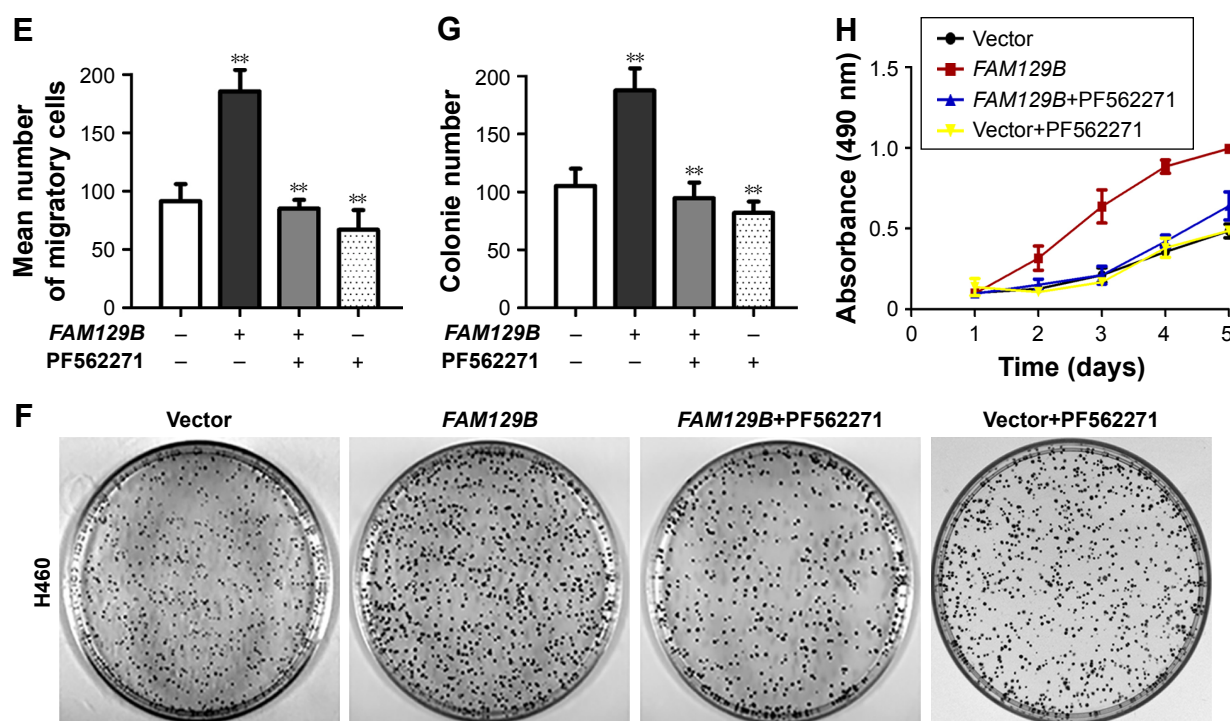 E
Mean number
of migratory cells
200
150
100
50
0
**
**
**
FAM129B – + + –
PF562271 – – + +
G
Colonie number
200
150
100
50
0
**
**
**
FAM129B – + + –
PF562271 – – + +
H
Vector
FAM129B
FAM129B+PF562271
Vector+PF562271
Absorbance (490 nm)
1.5
1.0
0.5
0
0 1 2 3 4 5
Time (days)
F
Vector FAM129B FAM129B+PF562271 Vector+PF562271
H460